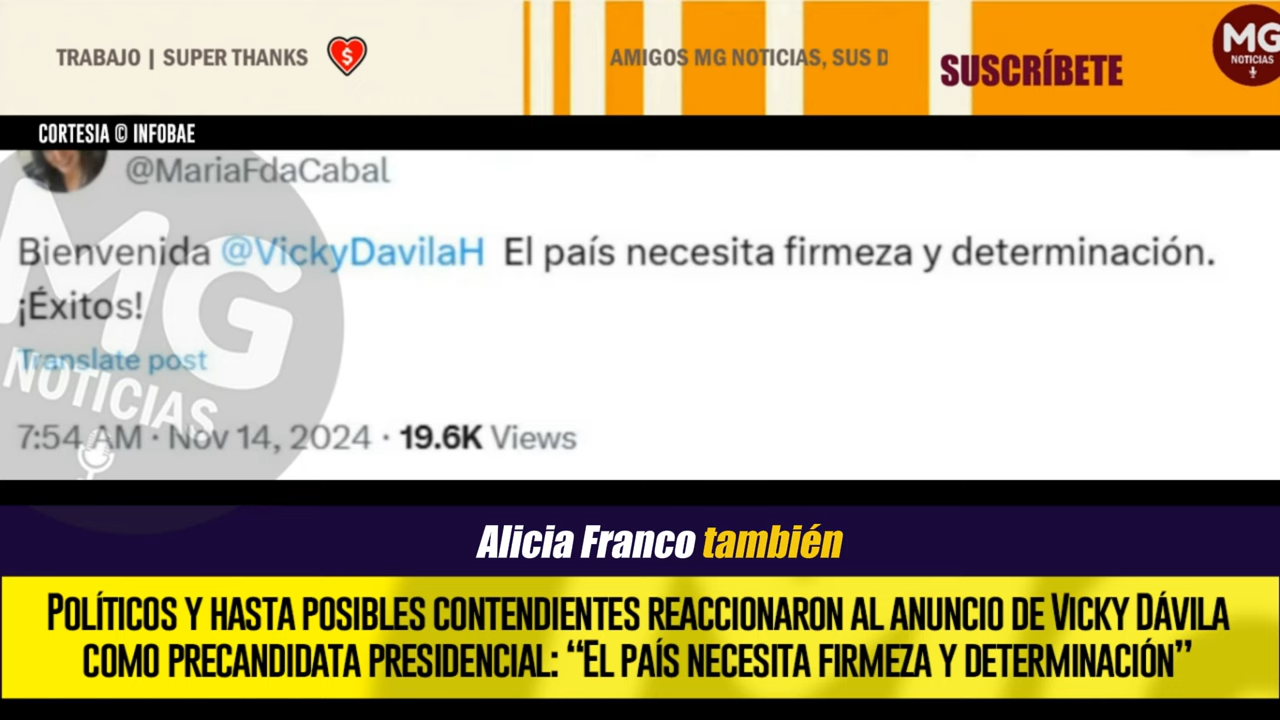 TRABAJO | SUPER THANKS
AMIGOS MG NOTICIAS, SUS D
SUSCRÍBETE
MG
NOTICIAS
CORTESIA © INFOBAE
@MariaFdaCabal
Bienvenida @VickyDavilaH El país necesita firmeza y determinación.
¡Éxitos!
Translate post
7:54 AM · Nov 14, 2024 · 19.6K Views
MG
NOTICIAS
Alicia Franco también
POLÍTICOS Y HASTA POSIBLES CONTENDIENTES REACCIONARON AL ANUNCIO DE VICKY DÁVILA
COMO PRECANDIDATA PRESIDENCIAL: “EL PAÍS NECESITA FIRMEZA Y DETERMINACIÓN”